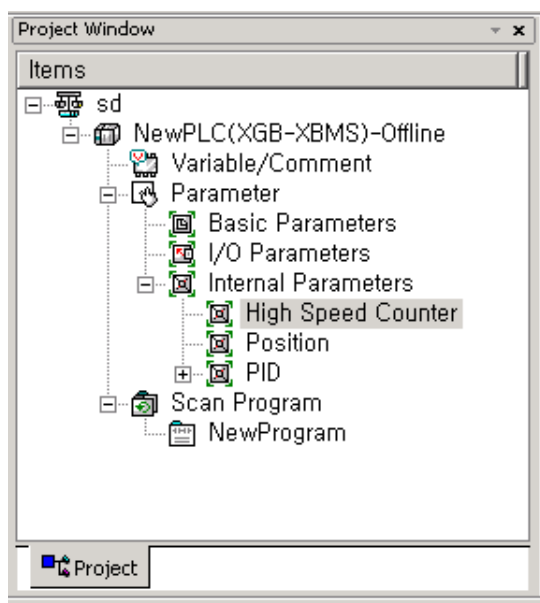 Project Window
Items
sd
NewPLC(XGB-XBMS)-Offline
Variable/Comment
Parameter
Basic Parameters
I/O Parameters
Internal Parameters
High Speed Counter
Position
PID
Scan Program
NewProgram
Project